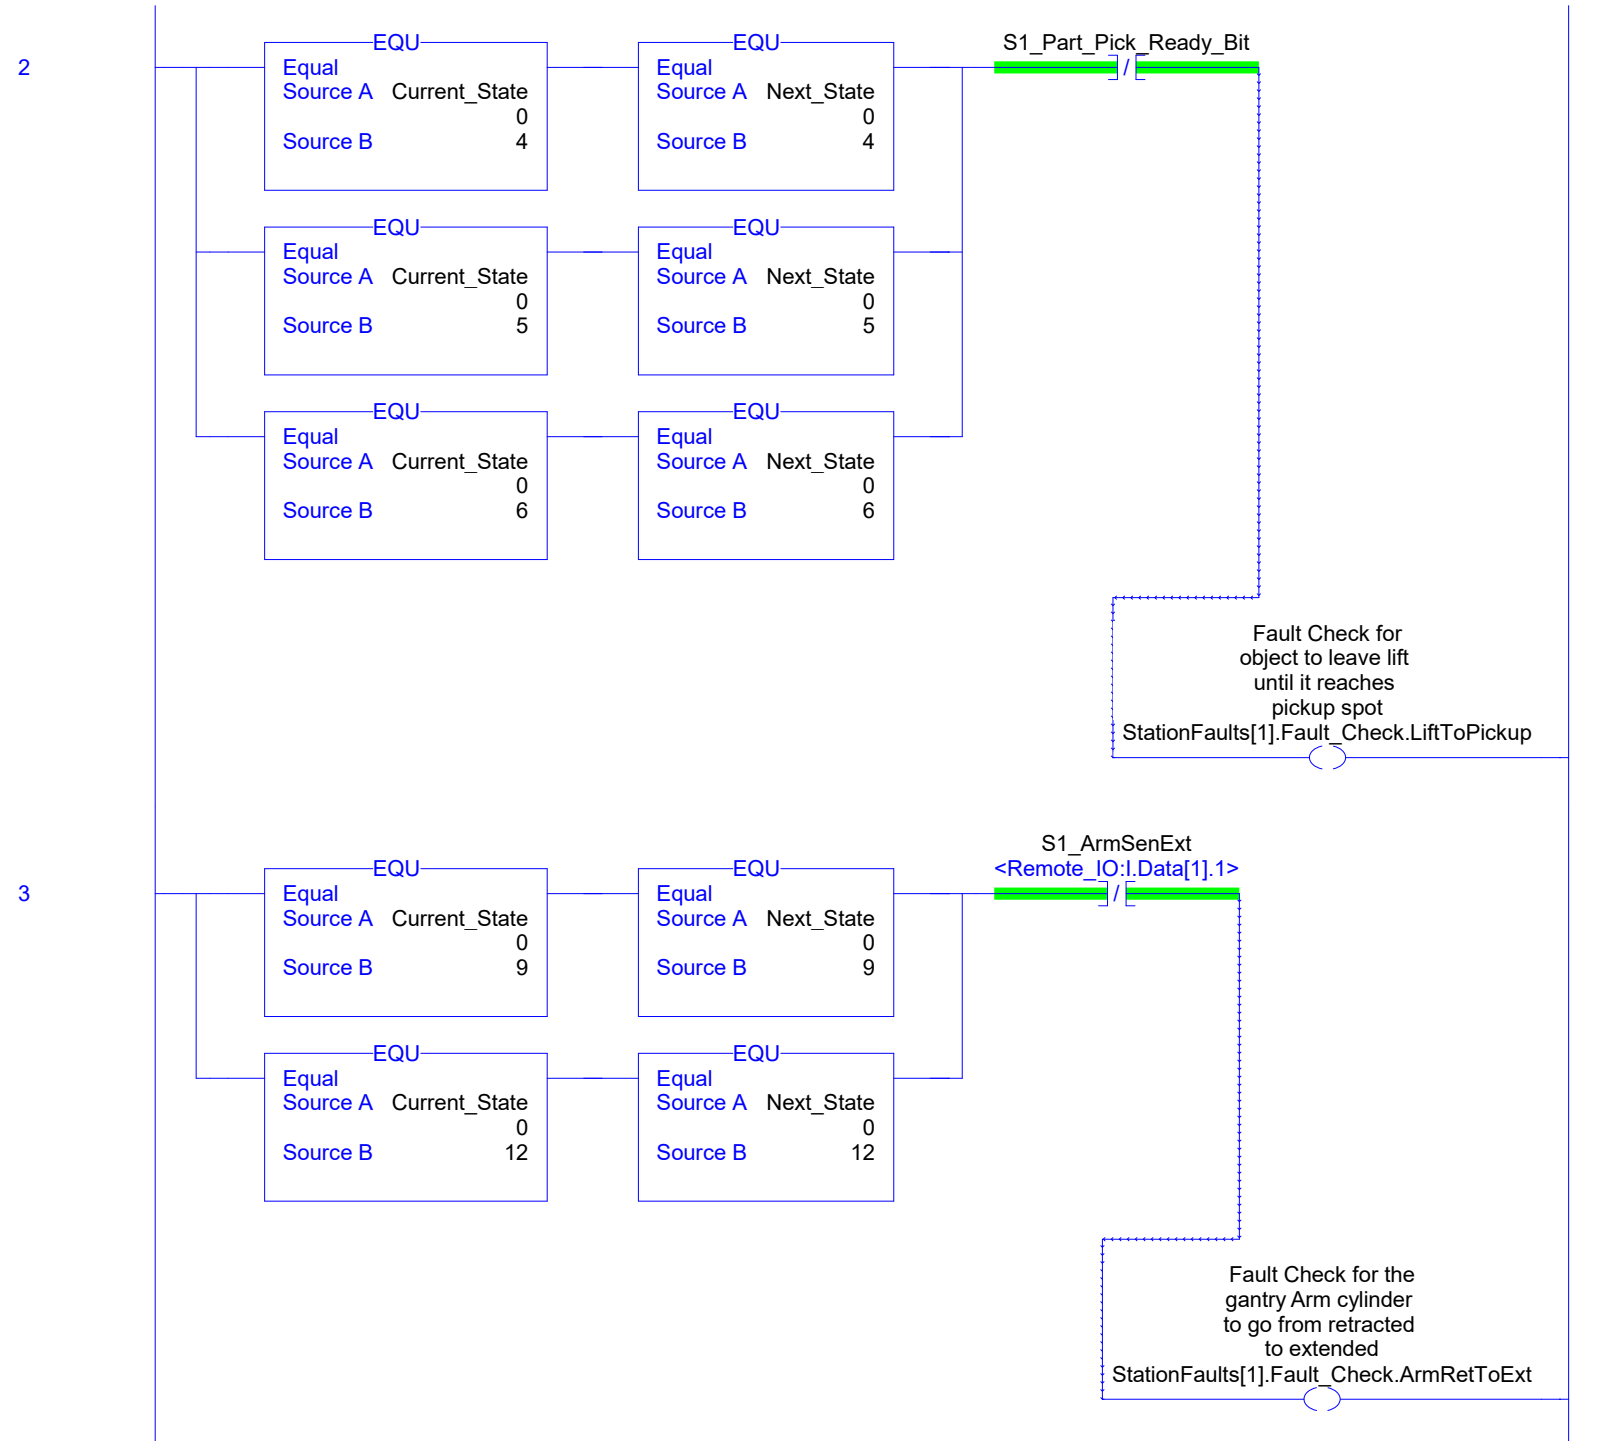 2
EQU
Equal
Source A Current_State
0
Source B 4
EQU
Equal
Source A Next_State
0
Source B 4
S1_Part_Pick_Ready_Bit
/
EQU
Equal
Source A Current_State
0
Source B 5
EQU
Equal
Source A Next_State
0
Source B 5
EQU
Equal
Source A Current_State
0
Source B 6
EQU
Equal
Source A Next_State
0
Source B 6
Fault Check for
object to leave lift
until it reaches
pickup spot
StationFaults[1].Fault_Check.LiftToPickup
3
EQU
Equal
Source A Current_State
0
Source B 9
EQU
Equal
Source A Next_State
0
Source B 9
S1_ArmSenExt
<Remote_IO:I.Data[1].1>
/
EQU
Equal
Source A Current_State
0
Source B 12
EQU
Equal
Source A Next_State
0
Source B 12
Fault Check for the
gantry Arm cylinder
to go from retracted
to extended
StationFaults[1].Fault_Check.ArmRetToExt